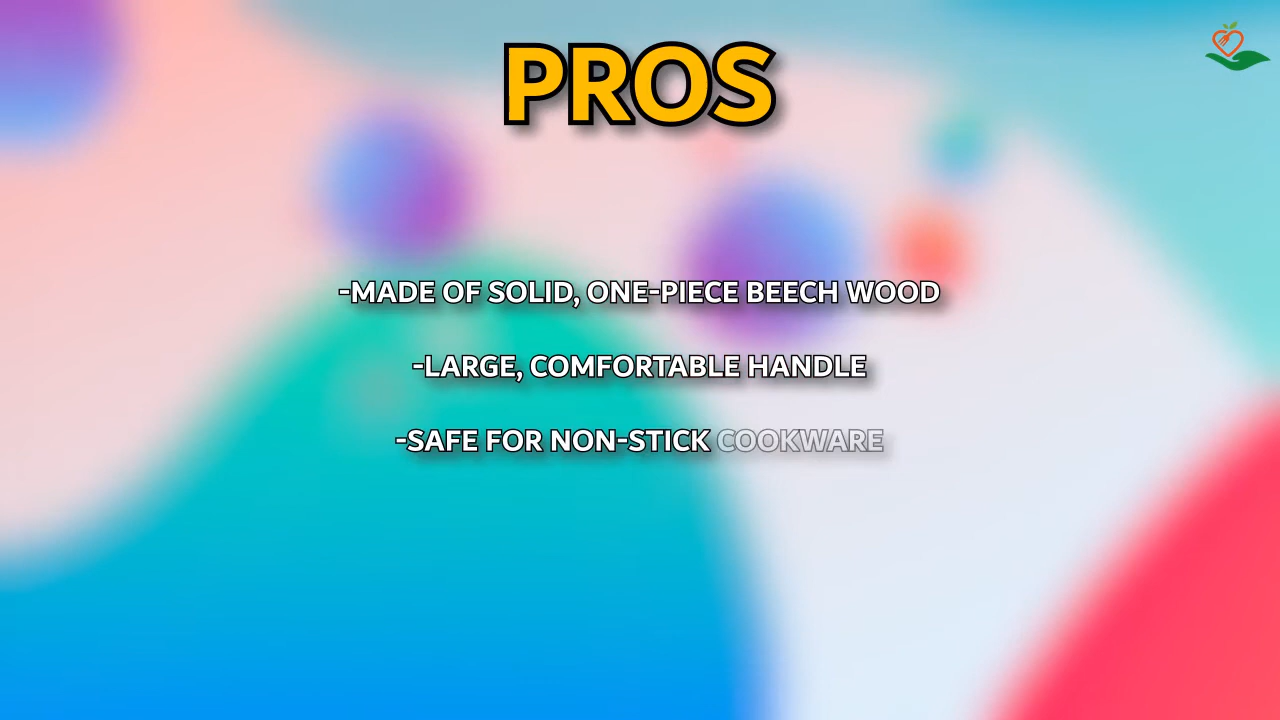 PROS
-MADE OF SOLID, ONE-PIECE BEECH WOOD
-LARGE, COMFORTABLE HANDLE
-SAFE FOR NON-STICK COOKWARE